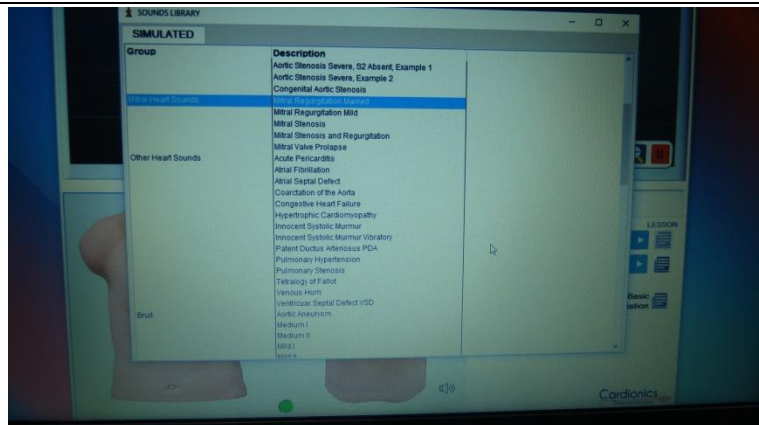 SOUNDS LIBRARY
SIMULATED
Group Description
Aortic Stenosis Severe, S2 Absent, Example 1
Aortic Stenosis Severe, Example 2
Congenital Aortic Stenosis
Mitral Heart Sounds Mitral Regurgitation Marked
Mitral Regurgitation Mild
Mitral Stenosis
Mitral Stenosis and Regurgitation
Mitral Valve Prolapse
Other Heart Sounds Acute Pericarditis
Atrial Fibrillation
Atrial Septal Defect
Coarctation of the Aorta
Congestive Heart Failure
Hypertrophic Cardiomyopathy
Innocent Systolic Murmur
Innocent Systolic Murmur Vibratory
Patent Ductus Arteriosus PDA
Pulmonary Hypertension
Pulmonary Stenosis
Tetralogy of Fallot
Venous Hum
Ventricuar Septal Defect VSD
Bruit Aortic Aneurysm
Medium I
Medium II
Mild I
Mild II
LESSON
Basic
Cardionics